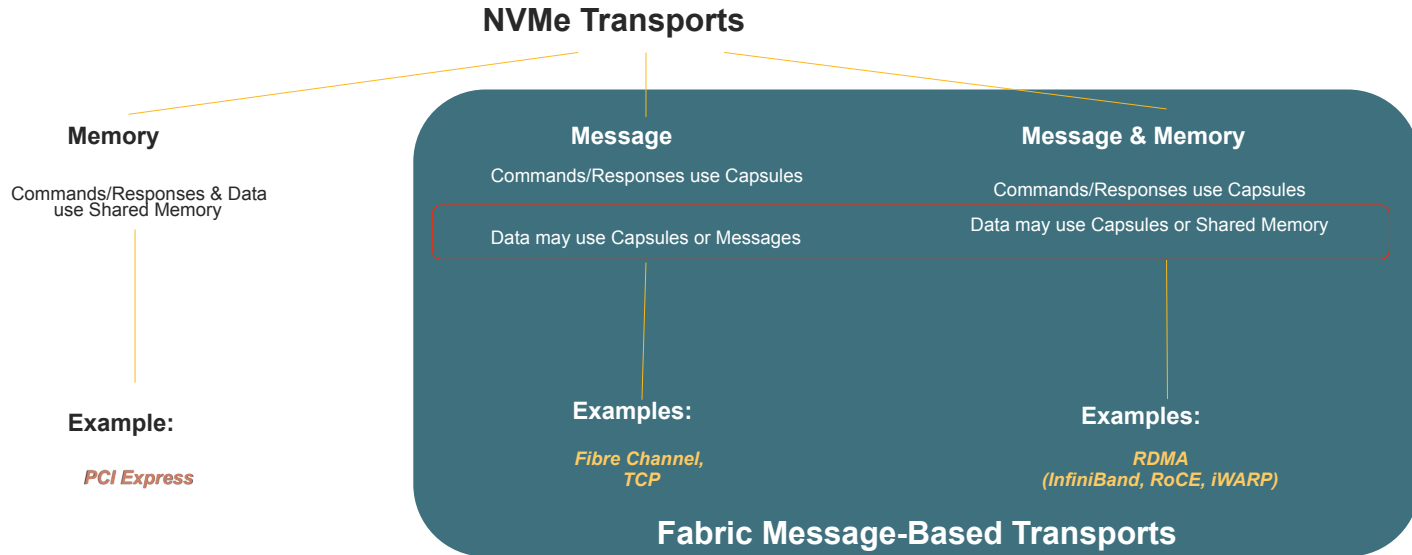 NVMe Transports
Memory
Commands/Responses & Data
use Shared Memory
Example:
PCI Express
Message
Commands/Responses use Capsules
Data may use Capsules or Messages
Examples:
Fibre Channel,
TCP
Message & Memory
Commands/Responses use Capsules
Data may use Capsules or Shared Memory
Examples:
RDMA
(InfiniBand, RoCE, iWARP)
Fabric Message-Based Transports